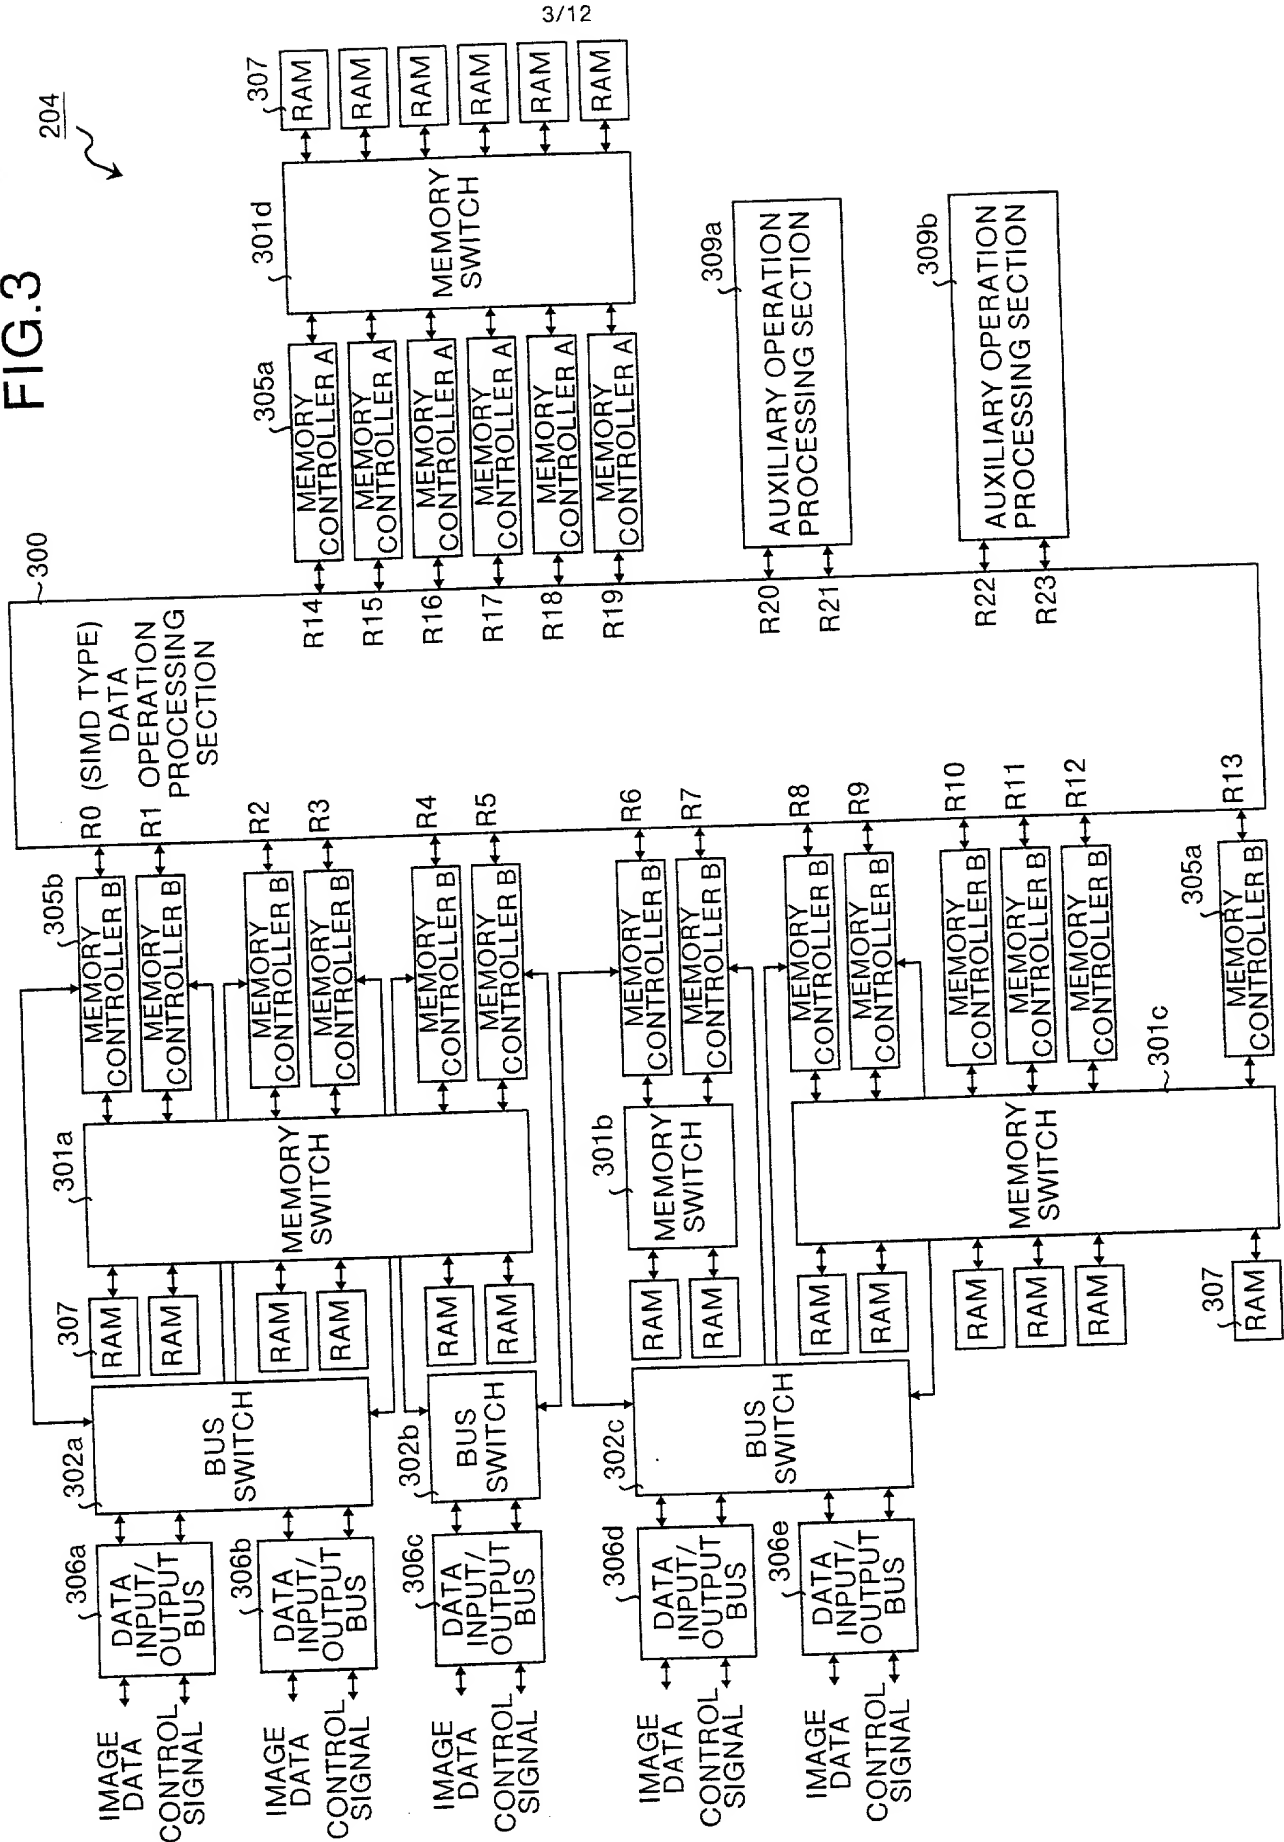 3/12
FIG.3
204
306a
DATA
INPUT/
OUTPUT
BUS
IMAGE
DATA
CONTROL
SIGNAL
306b
DATA
INPUT/
OUTPUT
BUS
IMAGE
DATA
CONTROL
SIGNAL
306c
DATA
INPUT/
OUTPUT
BUS
IMAGE
DATA
CONTROL
SIGNAL
306d
DATA
INPUT/
OUTPUT
BUS
IMAGE
DATA
CONTROL
SIGNAL
306e
DATA
INPUT/
OUTPUT
BUS
IMAGE
DATA
CONTROL
SIGNAL
302a
BUS
SWITCH
302b
BUS
SWITCH
302c
BUS
SWITCH
307
RAM
RAM
RAM
RAM
RAM
RAM
RAM
RAM
RAM
RAM
RAM
RAM
RAM
307
RAM
301a
MEMORY
SWITCH
301b
MEMORY
SWITCH
301c
MEMORY
SWITCH
305b
MEMORY
CONTROLLER B
MEMORY
CONTROLLER B
MEMORY
CONTROLLER B
MEMORY
CONTROLLER B
MEMORY
CONTROLLER B
MEMORY
CONTROLLER B
MEMORY
CONTROLLER B
MEMORY
CONTROLLER B
MEMORY
CONTROLLER B
MEMORY
CONTROLLER B
MEMORY
CONTROLLER B
MEMORY
CONTROLLER B
MEMORY
CONTROLLER B
305a
MEMORY
CONTROLLER B
300
R0 (SIMD TYPE)
DATA
R1 OPERATION
PROCESSING
SECTION
R2
R3
R4
R5
R6
R7
R8
R9
R10
R11
R12
R13
R14
R15
R16
R17
R18
R19
R20
R21
R22
R23
305a
MEMORY
CONTROLLER A
MEMORY
CONTROLLER A
MEMORY
CONTROLLER A
MEMORY
CONTROLLER A
MEMORY
CONTROLLER A
MEMORY
CONTROLLER A
301d
MEMORY
SWITCH
307
RAM
RAM
RAM
RAM
RAM
RAM
309a
AUXILIARY OPERATION
PROCESSING SECTION
309b
AUXILIARY OPERATION
PROCESSING SECTION